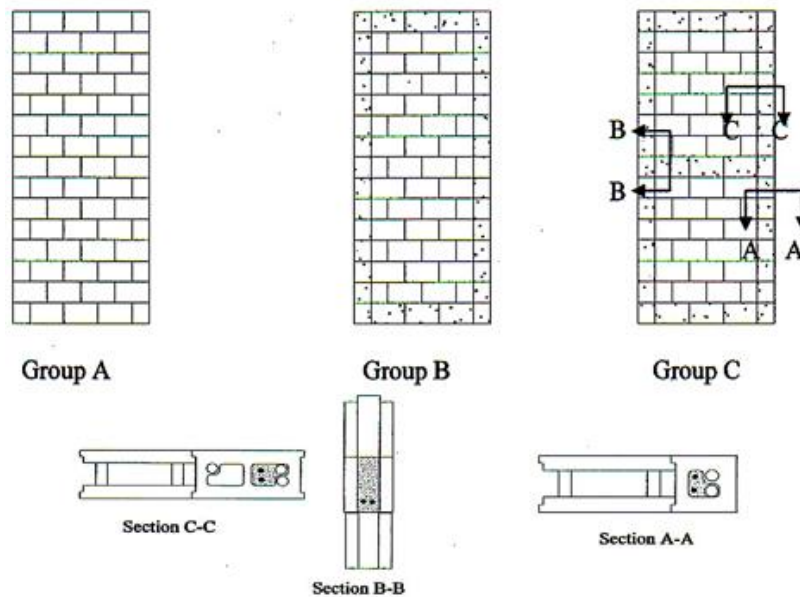 B
B
C
C
A
A
Group A
Group B
Group C
Section C-C
Section B-B
Section A-A